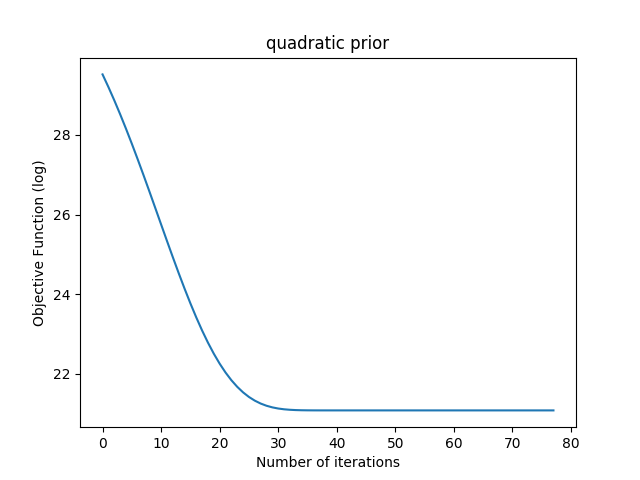 quadratic prior
Objective Function (log)
28
26
24
22
0 10 20 30 40 50 60 70 80
Number of iterations